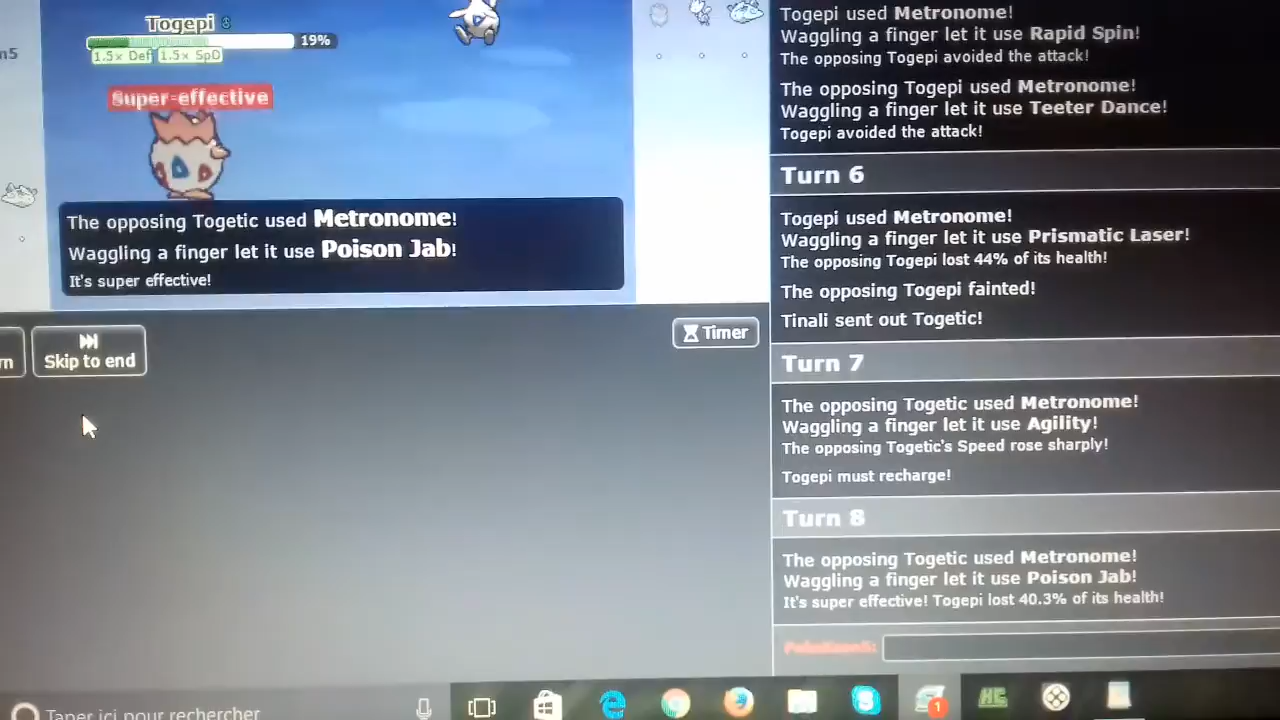 Togepi
19%
1.5× Def 1.5× SpD
Super-effective
The opposing Togetic used Metronome!
Waggling a finger let it use Poison Jab!
It's super effective!
Skip to end
Timer
Togepi used Metronome!
Waggling a finger let it use Rapid Spin!
The opposing Togepi avoided the attack!
The opposing Togepi used Metronome!
Waggling a finger let it use Teeter Dance!
Togepi avoided the attack!
Turn 6
Togepi used Metronome!
Waggling a finger let it use Prismatic Laser!
The opposing Togepi lost 44% of its health!
The opposing Togepi fainted!
Tinali sent out Togetic!
Turn 7
The opposing Togetic used Metronome!
Waggling a finger let it use Agility!
The opposing Togetic's Speed rose sharply!
Togepi must recharge!
Turn 8
The opposing Togetic used Metronome!
Waggling a finger let it use Poison Jab!
It's super effective! Togepi lost 40.3% of its health!
Taper ici pour rechercher
HC
1